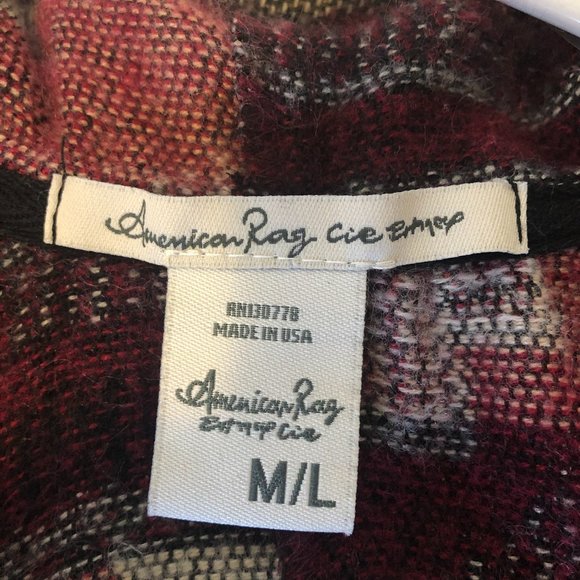 American Rag Cie
RN130778
MADE IN USA
American Rag
Cie
M/L